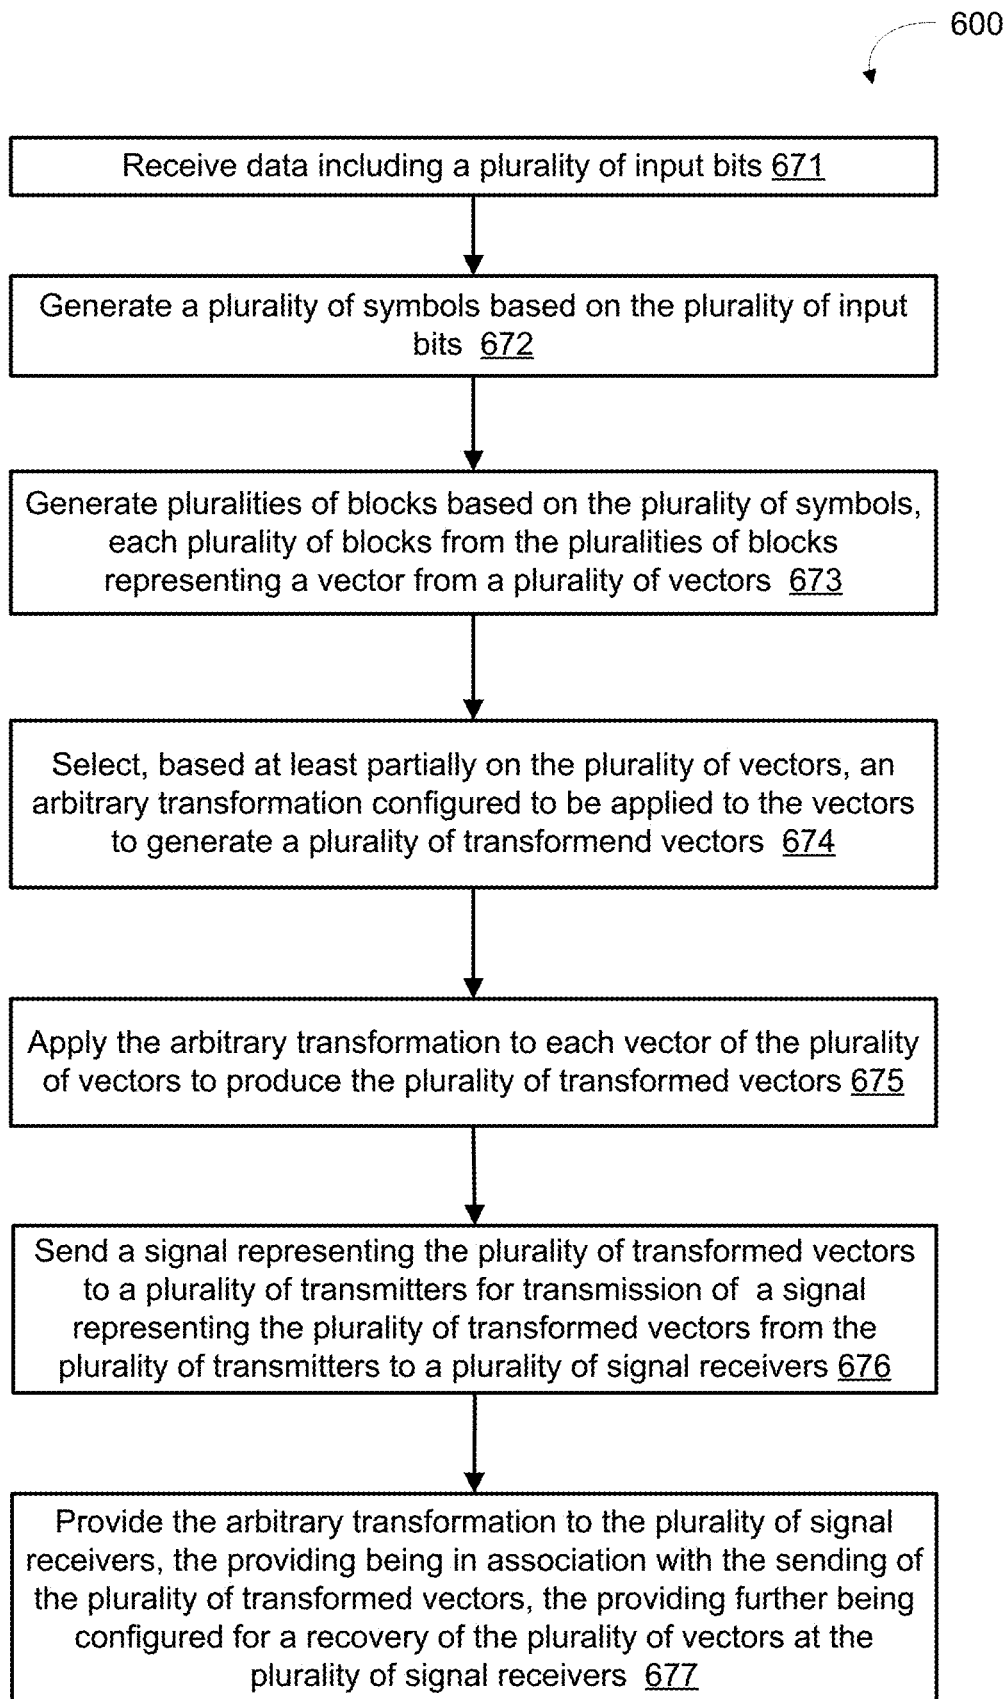 600
Receive data including a plurality of input bits 671
Generate a plurality of symbols based on the plurality of input
bits 672
Generate pluralities of blocks based on the plurality of symbols,
each plurality of blocks from the pluralities of blocks
representing a vector from a plurality of vectors 673
Select, based at least partially on the plurality of vectors, an
arbitrary transformation configured to be applied to the vectors
to generate a plurality of transformend vectors 674
Apply the arbitrary transformation to each vector of the plurality
of vectors to produce the plurality of transformed vectors 675
Send a signal representing the plurality of transformed vectors
to a plurality of transmitters for transmission of a signal
representing the plurality of transformed vectors from the
plurality of transmitters to a plurality of signal receivers 676
Provide the arbitrary transformation to the plurality of signal
receivers, the providing being in association with the sending of
the plurality of transformed vectors, the providing further being
configured for a recovery of the plurality of vectors at the
plurality of signal receivers 677